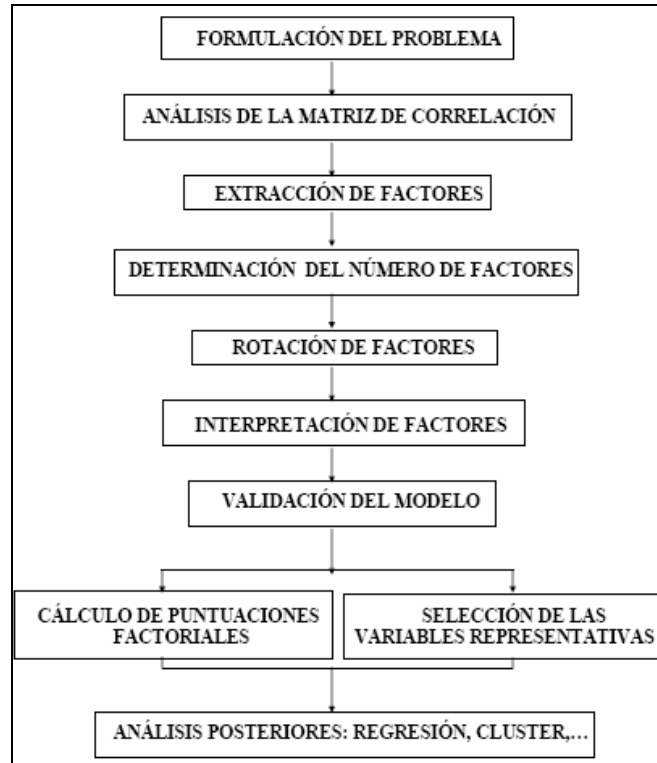 FORMULACIÓN DEL PROBLEMA
ANÁLISIS DE LA MATRIZ DE CORRELACIÓN
EXTRACCIÓN DE FACTORES
DETERMINACIÓN DEL NÚMERO DE FACTORES
ROTACIÓN DE FACTORES
INTERPRETACIÓN DE FACTORES
VALIDACIÓN DEL MODELO
CÁLCULO DE PUNTUACIONES
FACTORIALES
SELECCIÓN DE LAS
VARIABLES REPRESENTATIVAS
ANÁLISIS POSTERIORES: REGRESIÓN, CLUSTER,...